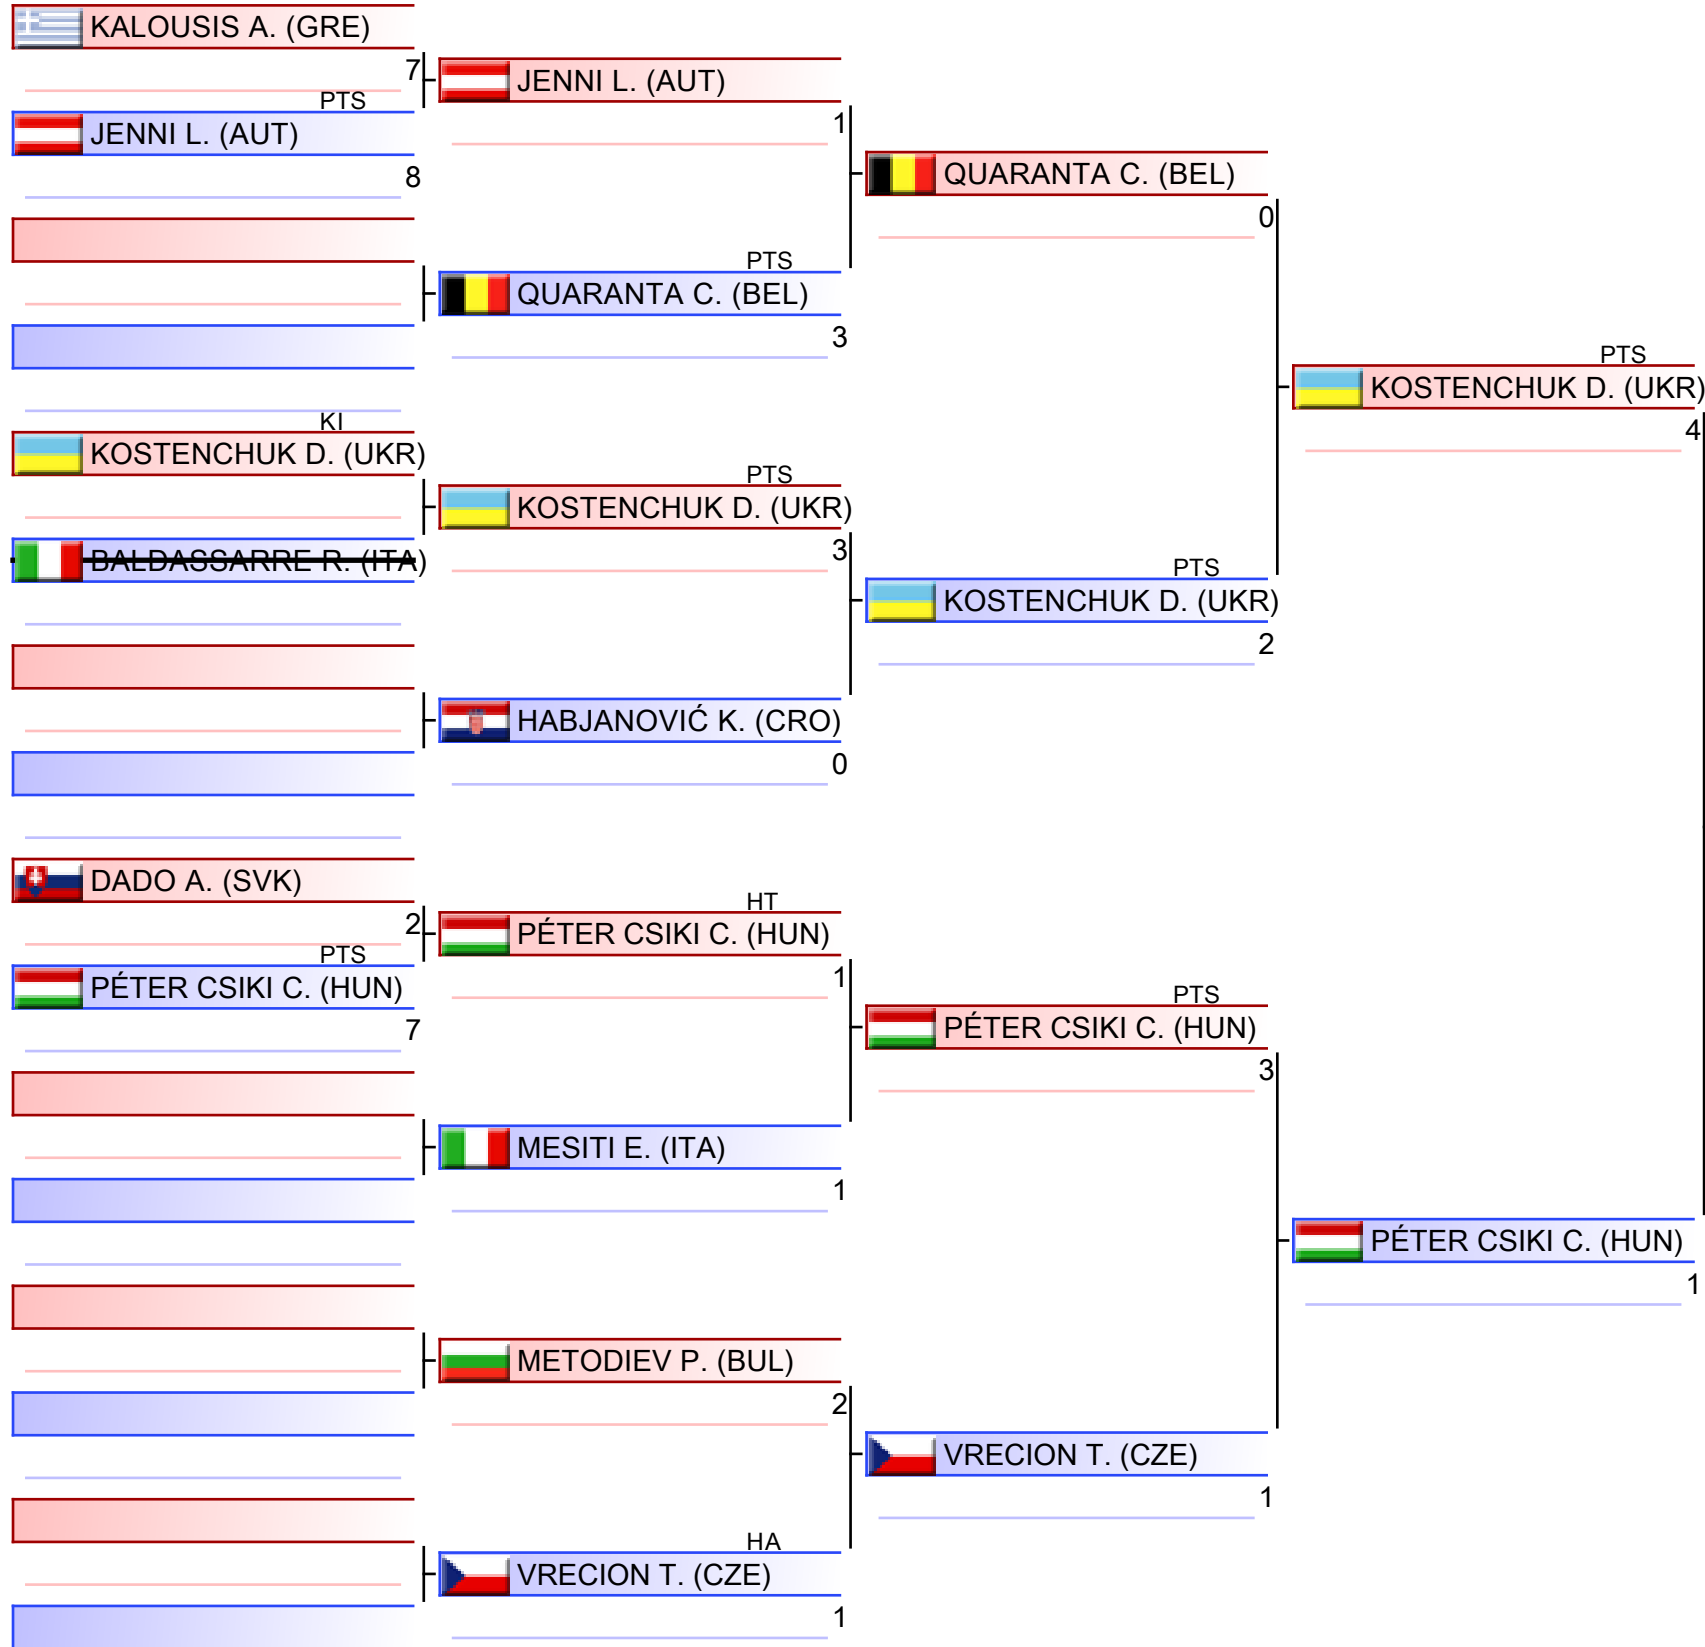 KALOUSIS A. (GRE)
7
PTS
JENNI L. (AUT)
8
KI
KOSTENCHUK D. (UKR)
BALDASSARRE R. (ITA)
DADO A. (SVK)
2
PTS
PÉTER CSIKI C. (HUN)
7
JENNI L. (AUT)
1
PTS
QUARANTA C. (BEL)
3
PTS
KOSTENCHUK D. (UKR)
3
HABJANOVIĆ K. (CRO)
0
HT
PÉTER CSIKI C. (HUN)
1
MESITI E. (ITA)
1
METODIEV P. (BUL)
2
HA
VRECION T. (CZE)
1
QUARANTA C. (BEL)
0
PTS
KOSTENCHUK D. (UKR)
2
PTS
PÉTER CSIKI C. (HUN)
3
VRECION T. (CZE)
1
PTS
KOSTENCHUK D. (UKR)
4
PÉTER CSIKI C. (HUN)
1